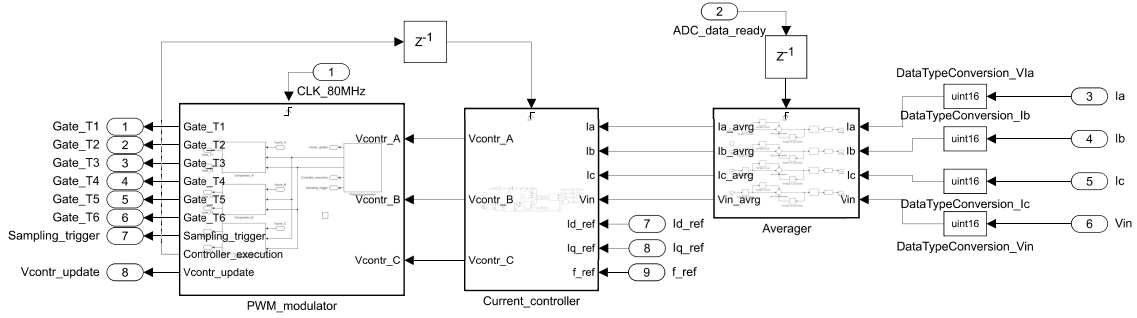 2
ADC_data_ready
Z-1
Z-1
1
CLK_80MHz
DataTypeConversion_VIa
uint16
3 Ia
DataTypeConversion_Ib
uint16
4 Ib
uint16
5 Ic
DataTypeConversion_Ic
uint16
6 Vin
DataTypeConversion_Vin
Gate_T1 1 Gate_T1
Gate_T2 2 Gate_T2
Gate_T3 3 Gate_T3
Gate_T4 4 Gate_T4
Gate_T5 5 Gate_T5
Gate_T6 6 Gate_T6
Sampling_trigger 7 Sampling_trigger
Controller_execution
Vcontr_update 8 Vcontr_update
Vcontr_A
Vcontr_B
Vcontr_C
PWM_modulator
Vcontr_A
Vcontr_B
Vcontr_C
Ia
Ib
Ic
Vin
Id_ref 7 Id_ref
Iq_ref 8 Iq_ref
f_ref 9 f_ref
Current_controller
Ia_avrg Ia
Ib_avrg Ib
Ic_avrg Ic
Vin_avrg Vin
Averager